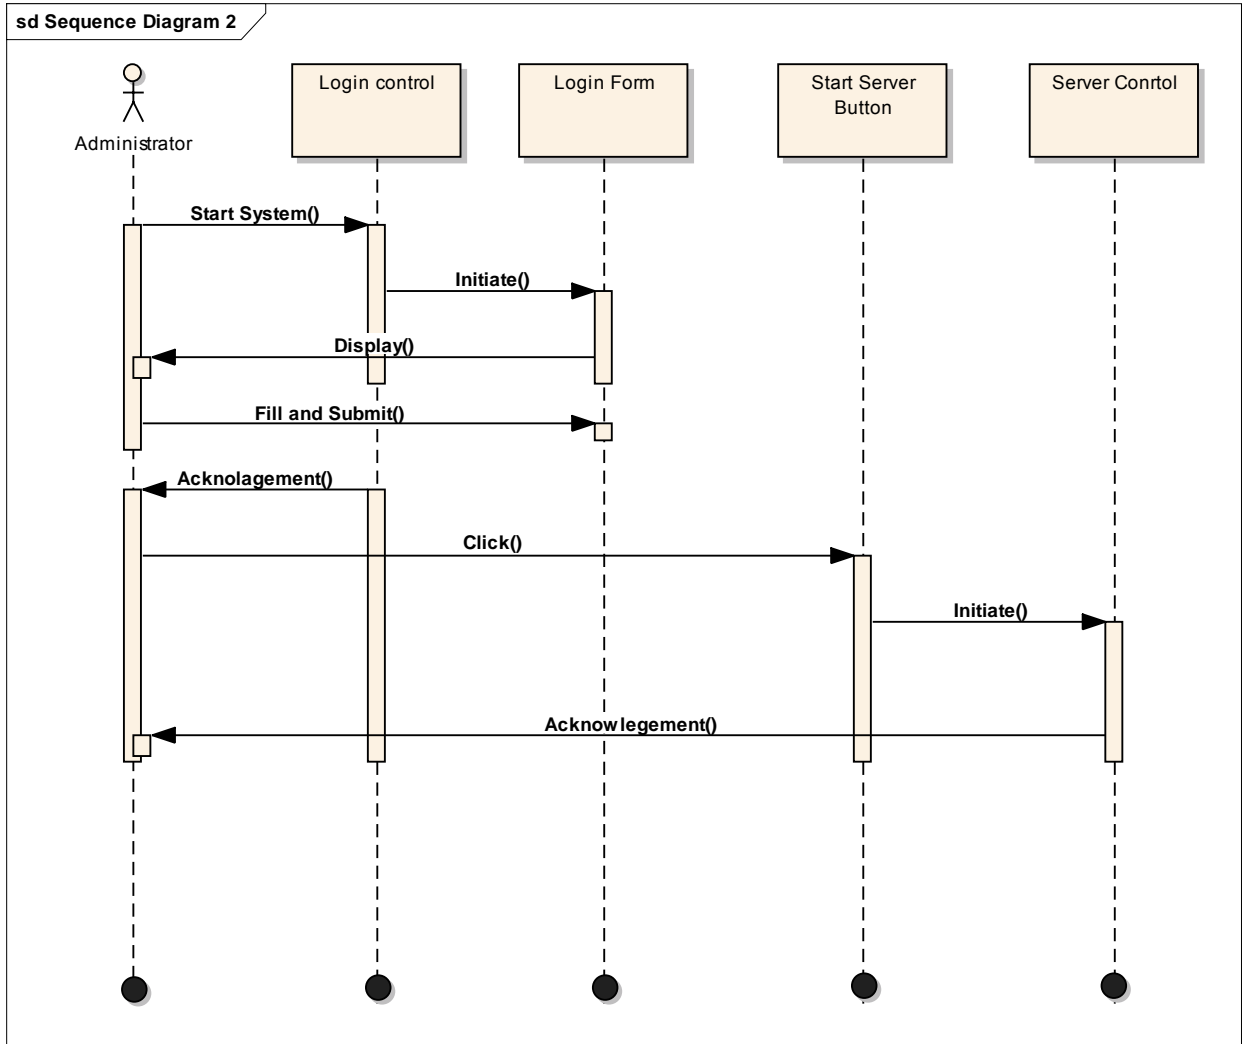 sd Sequence Diagram 2
Administrator
Login control
Login Form
Start Server
Button
Server Conrtol
Start System()
Initiate()
Display()
Fill and Submit()
Acknolagement()
Click()
Initiate()
Acknowlegement()